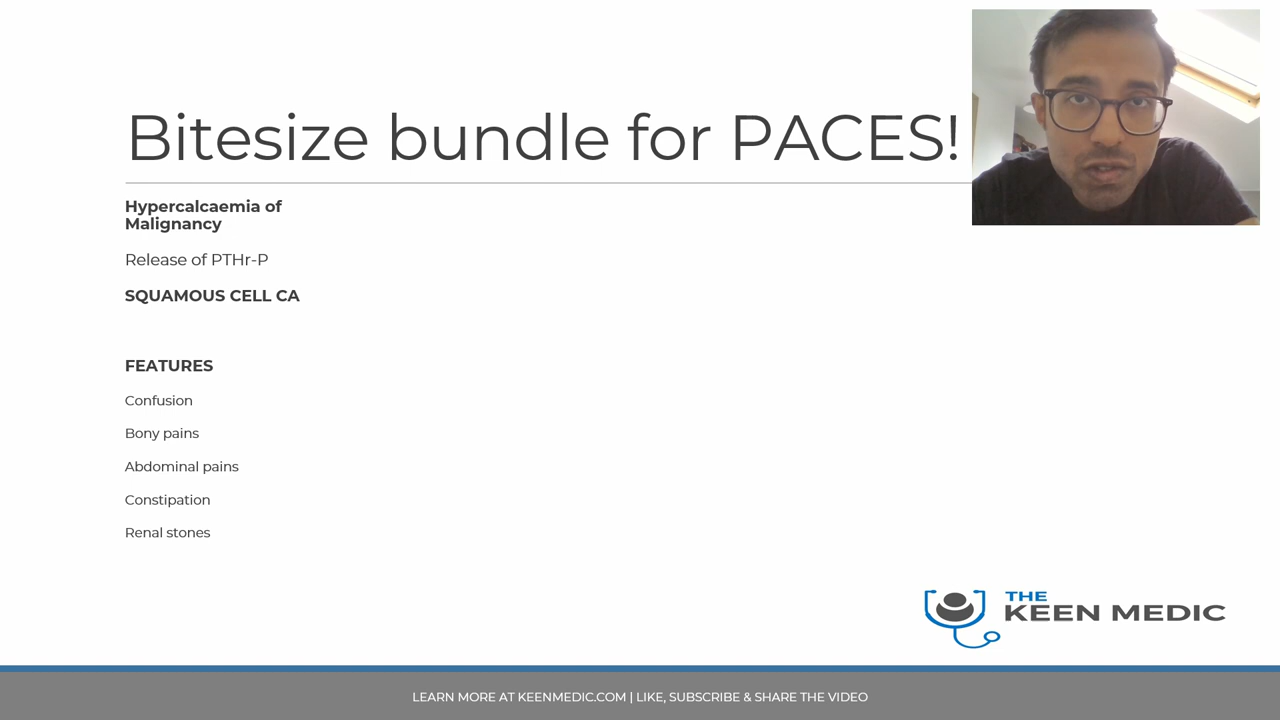 Bitesize bundle for PACES!
Hypercalcaemia of
Malignancy
Release of PTHr-P
SQUAMOUS CELL CA
FEATURES
Confusion
Bony pains
Abdominal pains
Constipation
Renal stones
THE
KEEN MEDIC
LEARN MORE AT KEENMEDIC.COM | LIKE, SUBSCRIBE & SHARE THE VIDEO